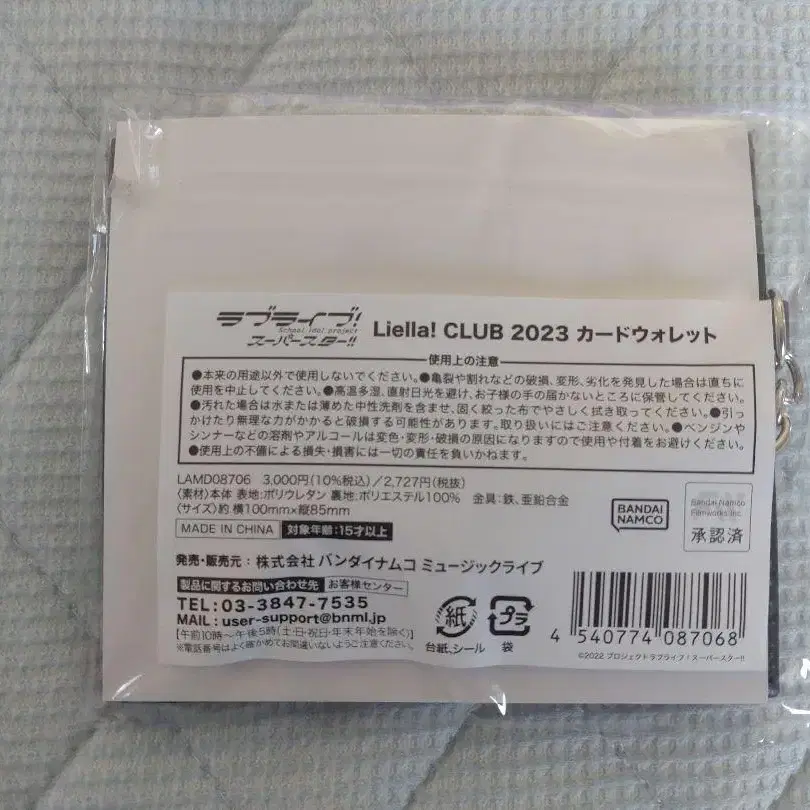 ラブライブ!
School idol project
スーパースター!!
Liella! CLUB 2023 カードウォレット
使用上の注意
●本来の用途以外で使用しないでください。●亀裂や割れなどの破損、変形、劣化を発見した場合は直ちに
使用を中止してください。●高温多湿、直射日光を避け、お子様の手の届かないところに保管してください。
●汚れた場合は水または薄めた中性洗剤を含ませ、固く絞った布でやさしく拭き取ってください。●引っ
かけたり無理な力がかかると破損する可能性があります。取り扱いにはご注意ください。●ベンジンや
シンナーなどの溶剤やアルコールは変色・変形・破損の原因になりますので使用や付着をお避けください。
●使用上の不備による損失・損害には一切の責任を負いかねます。
LAMD08706 3,000円(10%税込)/2,727円(税抜)
〈素材〉本体 表地:ポリウレタン 裏地:ポリエステル100% 金具:鉄、亜鉛合金
〈サイズ〉約 横100mm×縦85mm
MADE IN CHINA 対象年齢:15才以上
BANDAI NAMCO
Bandai Namco Filmworks Inc.
承認済
発売・販売元:株式会社 バンダイナムコ ミュージックライブ
製品に関するお問い合わせ先 お客様センター
TEL:03-3847-7535
MAIL:user-support@bnml.jp
【午前10時〜午後5時(土・日・祝日・年末年始を除く)】
※電話番号はよく確かめてお間違いないようご注意ください。
紙
台紙、シール
プラ
袋
4 540774 087068
©2022 プロジェクトラブライブ!スーパースター!!